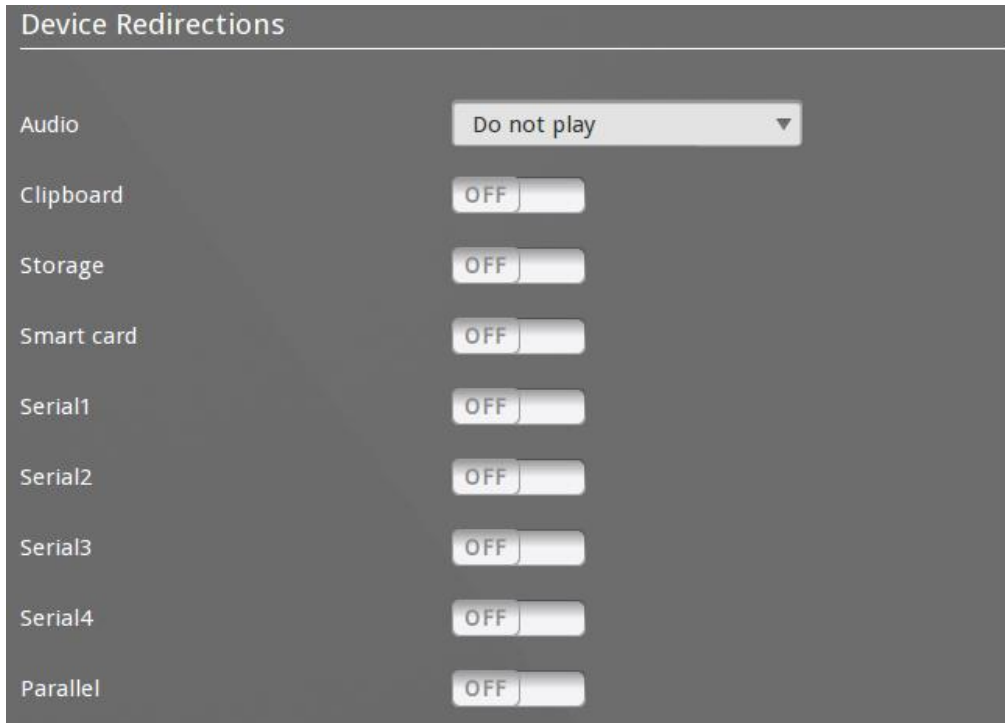 Device Redirections
Audio Do not play
Clipboard OFF
Storage OFF
Smart card OFF
Serial1 OFF
Serial2 OFF
Serial3 OFF
Serial4 OFF
Parallel OFF